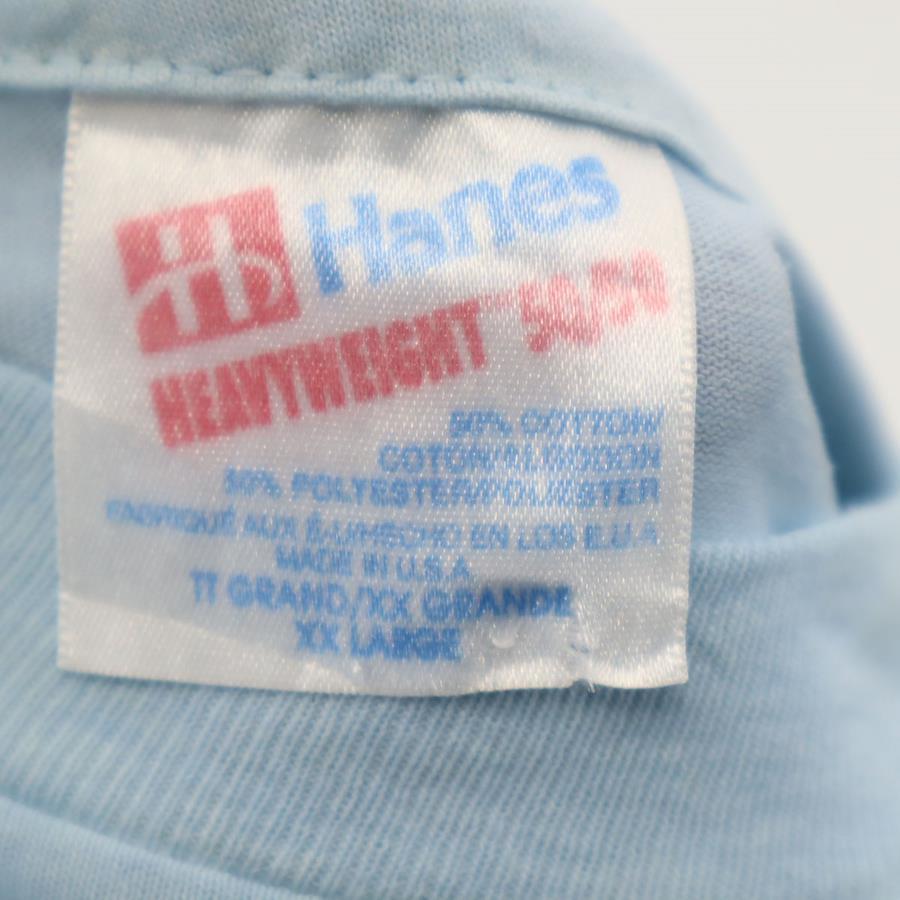 Hanes
HEAVYWEIGHT™ 50/50
50% COTTON
COTON/ALGODON
50% POLYESTER/POLIESTER
FABRIQUÉ AUX É-U/HECHO EN LOS E.U.A
MADE IN U.S.A.
TT GRAND/XX GRANDE
XX LARGE